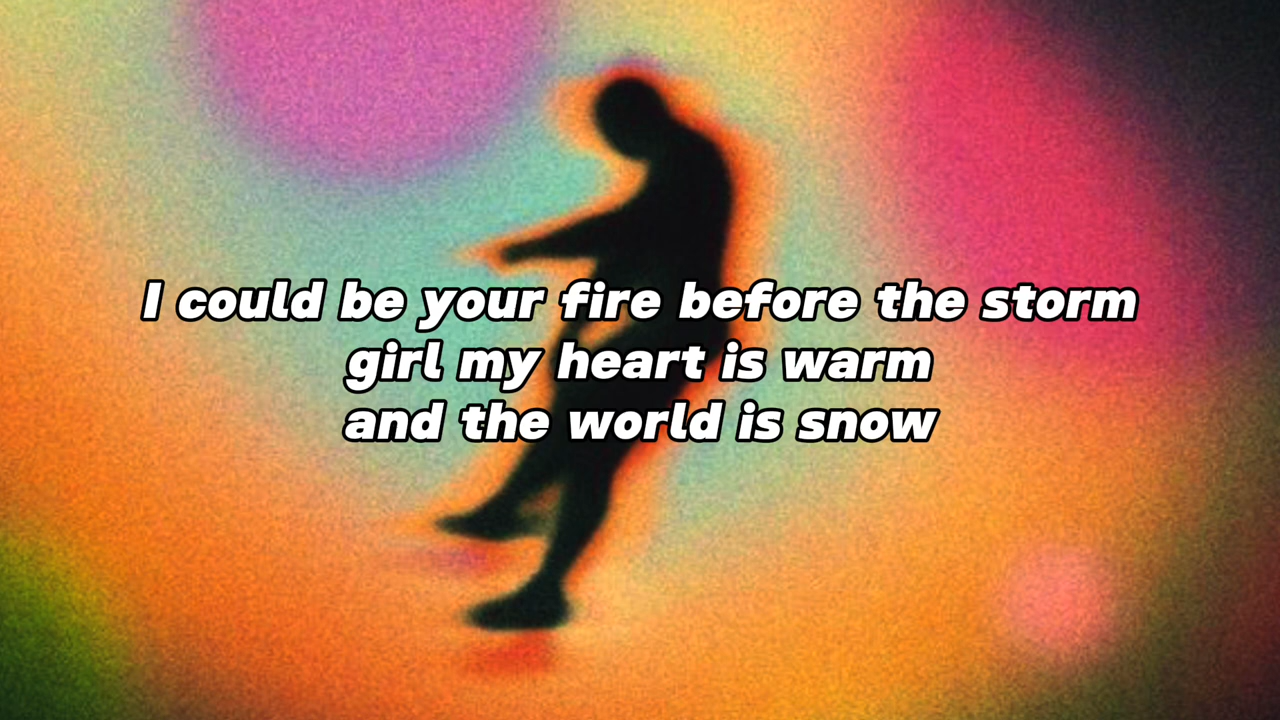 I could be your fire before the storm
girl my heart is warm
and the world is snow